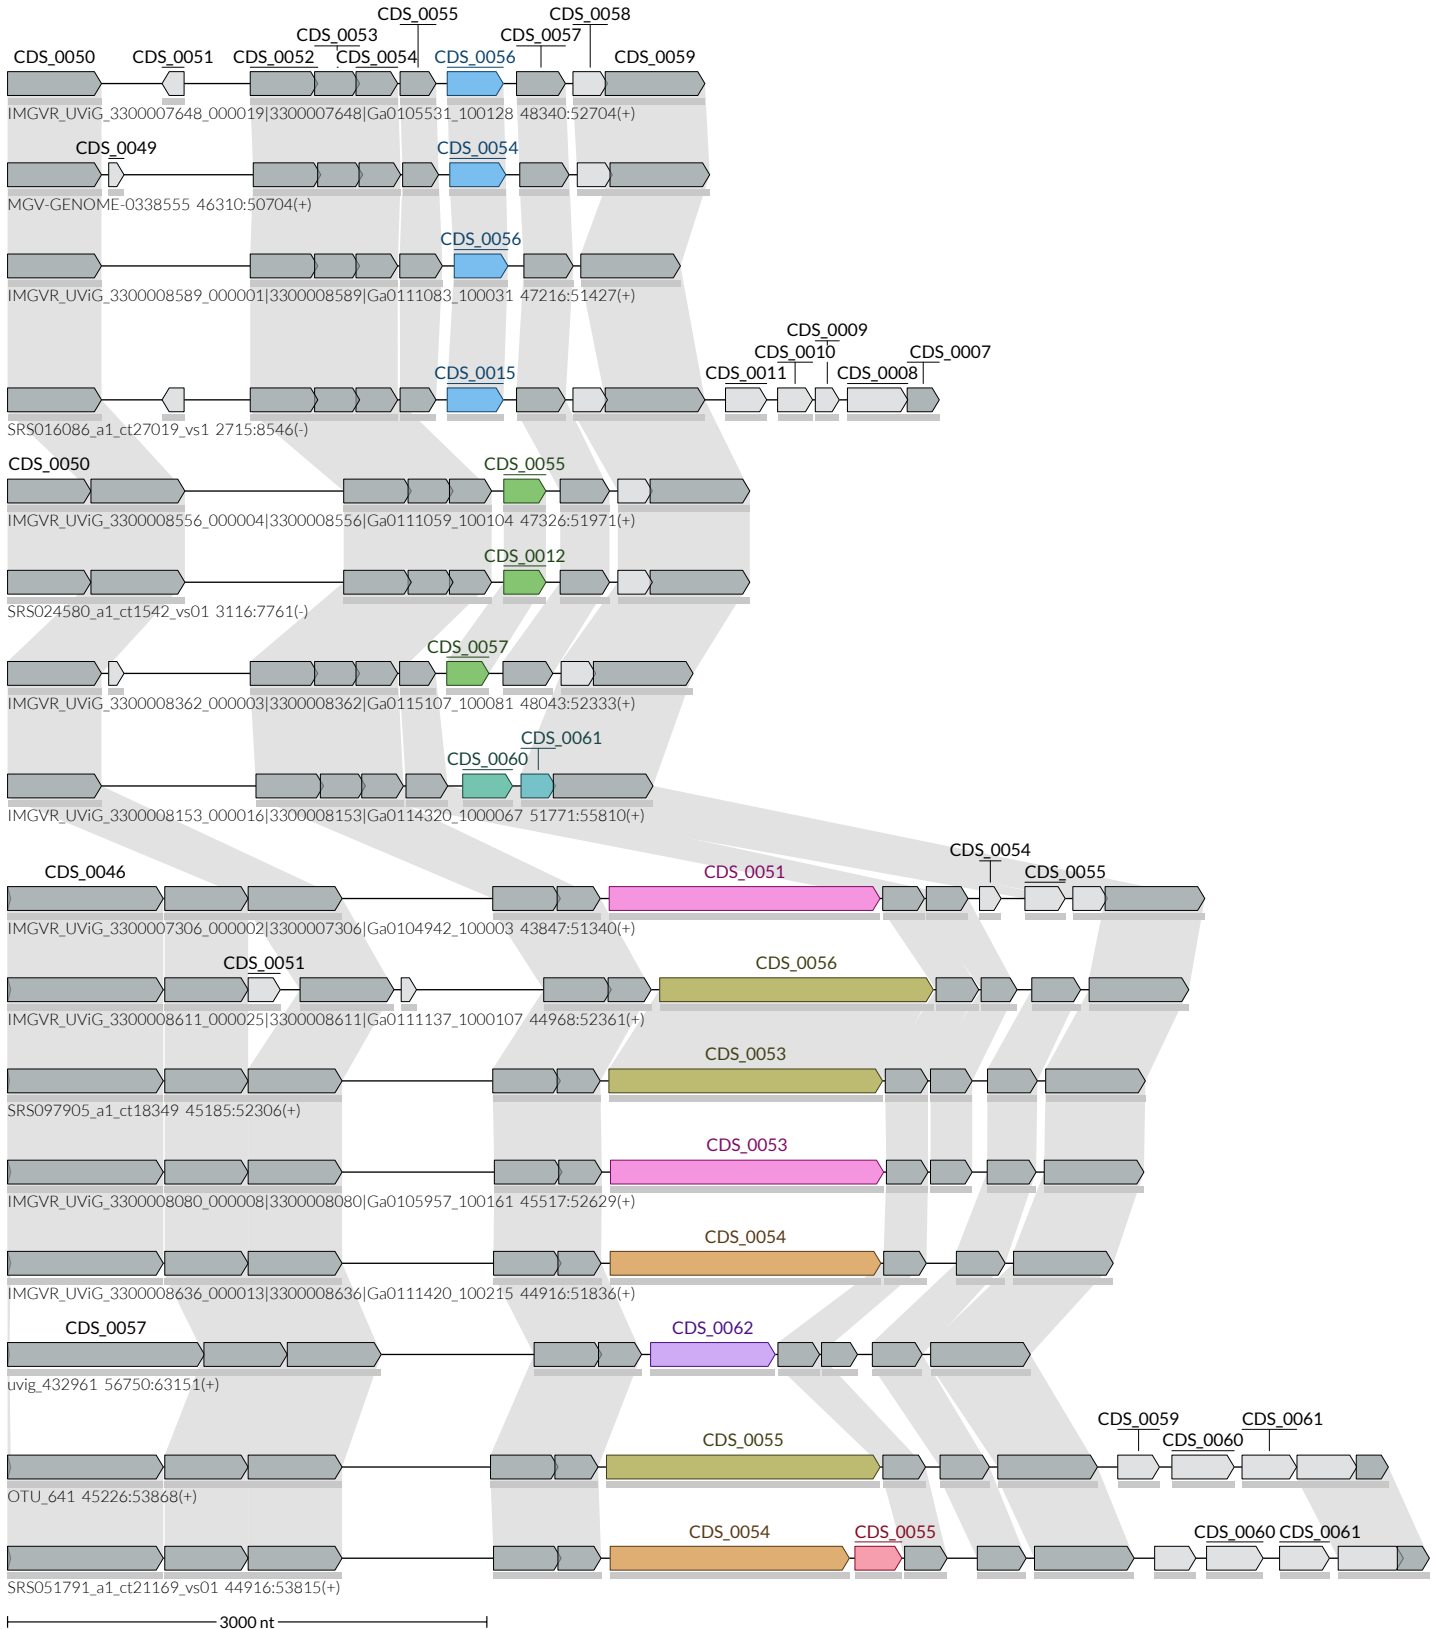 CDS_0055 CDS_0058
CDS_0053 CDS_0057
CDS_0050 CDS_0051 CDS_0052 CDS_0054 CDS_0056 CDS_0059
IMGVR_UViG_3300007648_000019|3300007648|Ga0105531_100128 48340:52704(+)
CDS_0049 CDS_0054
MGV-GENOME-0338555 46310:50704(+)
CDS_0056
IMGVR_UViG_3300008589_000001|3300008589|Ga0111083_100031 47216:51427(+)
CDS_0009
CDS_0010 CDS_0007
CDS_0015 CDS_0011 CDS_0008
SRS016086_a1_ct27019_vs1 2715:8546(-)
CDS_0050 CDS_0055
IMGVR_UViG_3300008556_000004|3300008556|Ga0111059_100104 47326:51971(+)
CDS_0012
SRS024580_a1_ct1542_vs01 3116:7761(-)
CDS_0057
IMGVR_UViG_3300008362_000003|3300008362|Ga0115107_100081 48043:52333(+)
CDS_0061
CDS_0060
IMGVR_UViG_3300008153_000016|3300008153|Ga0114320_1000067 51771:55810(+)
CDS_0054
CDS_0046 CDS_0051 CDS_0055
IMGVR_UViG_3300007306_000002|3300007306|Ga0104942_100003 43847:51340(+)
CDS_0051 CDS_0056
IMGVR_UViG_3300008611_000025|3300008611|Ga0111137_1000107 44968:52361(+)
CDS_0053
SRS097905_a1_ct18349 45185:52306(+)
CDS_0053
IMGVR_UViG_3300008080_000008|3300008080|Ga0105957_100161 45517:52629(+)
CDS_0054
IMGVR_UViG_3300008636_000013|3300008636|Ga0111420_100215 44916:51836(+)
CDS_0057 CDS_0062
uvig_432961 56750:63151(+)
CDS_0059 CDS_0061
CDS_0055 CDS_0060
OTU_641 45226:53868(+)
CDS_0054 CDS_0055 CDS_0060 CDS_0061
SRS051791_a1_ct21169_vs01 44916:53815(+)
3000 nt